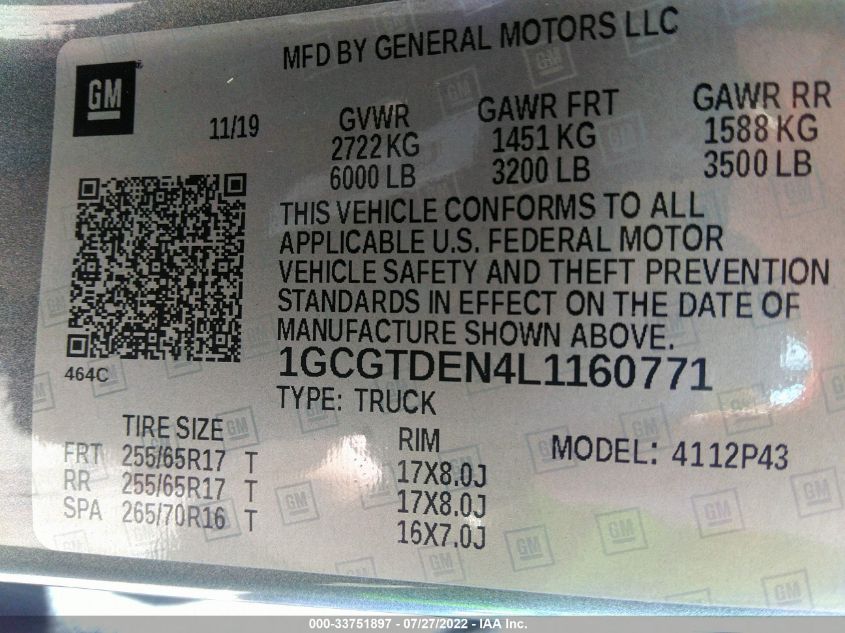 MFD BY GENERAL MOTORS LLC
GM
11/19
GVWR GAWR FRT GAWR RR
2722 KG 1451 KG 1588 KG
6000 LB 3200 LB 3500 LB
THIS VEHICLE CONFORMS TO ALL
APPLICABLE U.S. FEDERAL MOTOR
VEHICLE SAFETY AND THEFT PREVENTION
STANDARDS IN EFFECT ON THE DATE OF
MANUFACTURE SHOWN ABOVE.
464C
1GCGTDEN4L1160771
TYPE: TRUCK
TIRE SIZE RIM MODEL: 4112P43
FRT 255/65R17 T 17X8.0J
RR 255/65R17 T 17X8.0J
SPA 265/70R16 T 16X7.0J
000-33751897 - 07/27/2022 - IAA Inc.